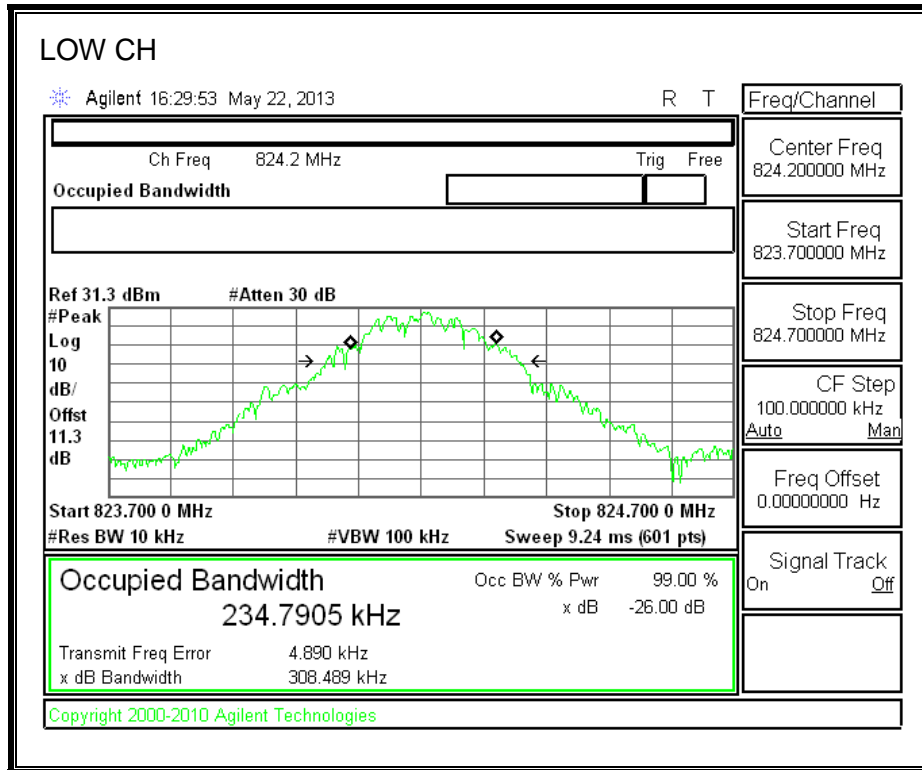 LOW CH
Agilent 16:29:53 May 22, 2013 R T
Freq/Channel
Ch Freq 824.2 MHz Trig Free
Occupied Bandwidth
Center Freq
824.200000 MHz
Start Freq
823.700000 MHz
Stop Freq
824.700000 MHz
CF Step
100.000000 kHz
Auto Man
Freq Offset
0.00000000 Hz
Signal Track
On Off
Ref 31.3 dBm #Atten 30 dB
#Peak
Log
10
dB/
Offst
11.3
dB
Start 823.700 0 MHz Stop 824.700 0 MHz
#Res BW 10 kHz #VBW 100 kHz Sweep 9.24 ms (601 pts)
Occupied Bandwidth Occ BW % Pwr 99.00 %
234.7905 kHz x dB -26.00 dB
Transmit Freq Error 4.890 kHz
x dB Bandwidth 308.489 kHz
Copyright 2000-2010 Agilent Technologies